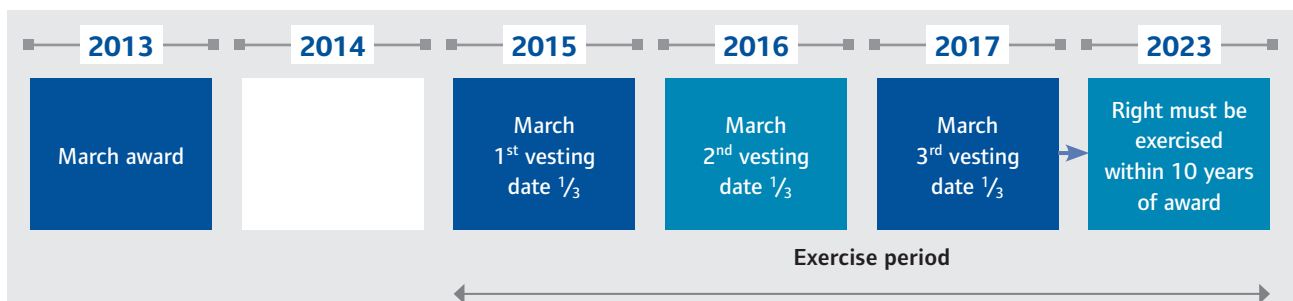 2013 2014 2015 2016 2017 2023
March award
March
1st vesting
date 1/3
March
2nd vesting
date 1/3
March
3rd vesting
date 1/3
Right must be
exercised
within 10 years
of award
Exercise period